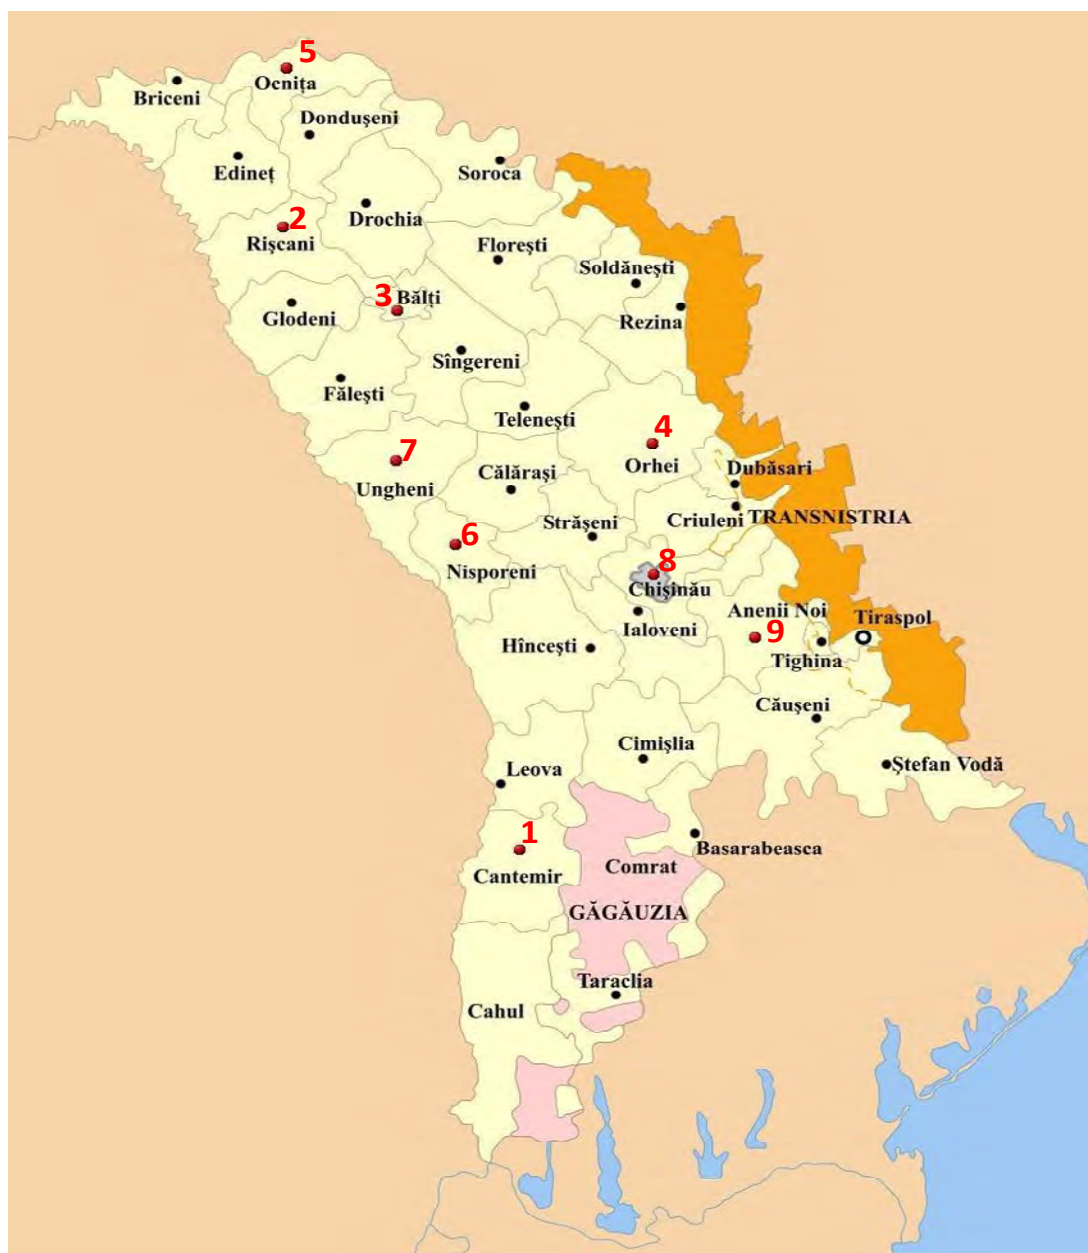 5
Ocnița
Briceni
Dondușeni
Edineț
Soroca
2
Rîșcani
Drochia
Florești
Soldănești
3
Bălți
Glodeni
Rezina
Sîngereni
Fălești
Telenești
4
Orhei
7
Ungheni
Călărași
Dubăsari
Criuleni
TRANSNISTRIA
Strășeni
6
Nisporeni
8
Chișinău
Anenii Noi
9
Tiraspol
Ialoveni
Hîncești
Tighina
Căușeni
Cimișlia
Leova
Ștefan Vodă
1
Cantemir
Basarabeasca
Comrat
GĂGĂUZIA
Taraclia
Cahul